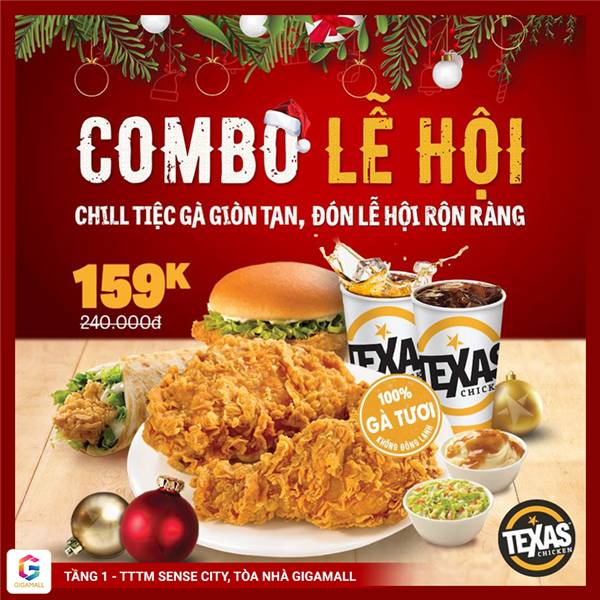 COMBO LỄ HỘI
CHILL TIỆC GÀ GIÒN TAN, ĐÓN LỄ HỘI RỘN RÀNG
159K
240.000đ
TEXAS
TEXAS
CHICKEN
100%
GÀ TƯƠI
KHÔNG ĐÔNG LẠNH
TEXAS
CHICKEN
GIGAMALL
TẦNG 1 - TTTM SENSE CITY, TÒA NHÀ GIGAMALL